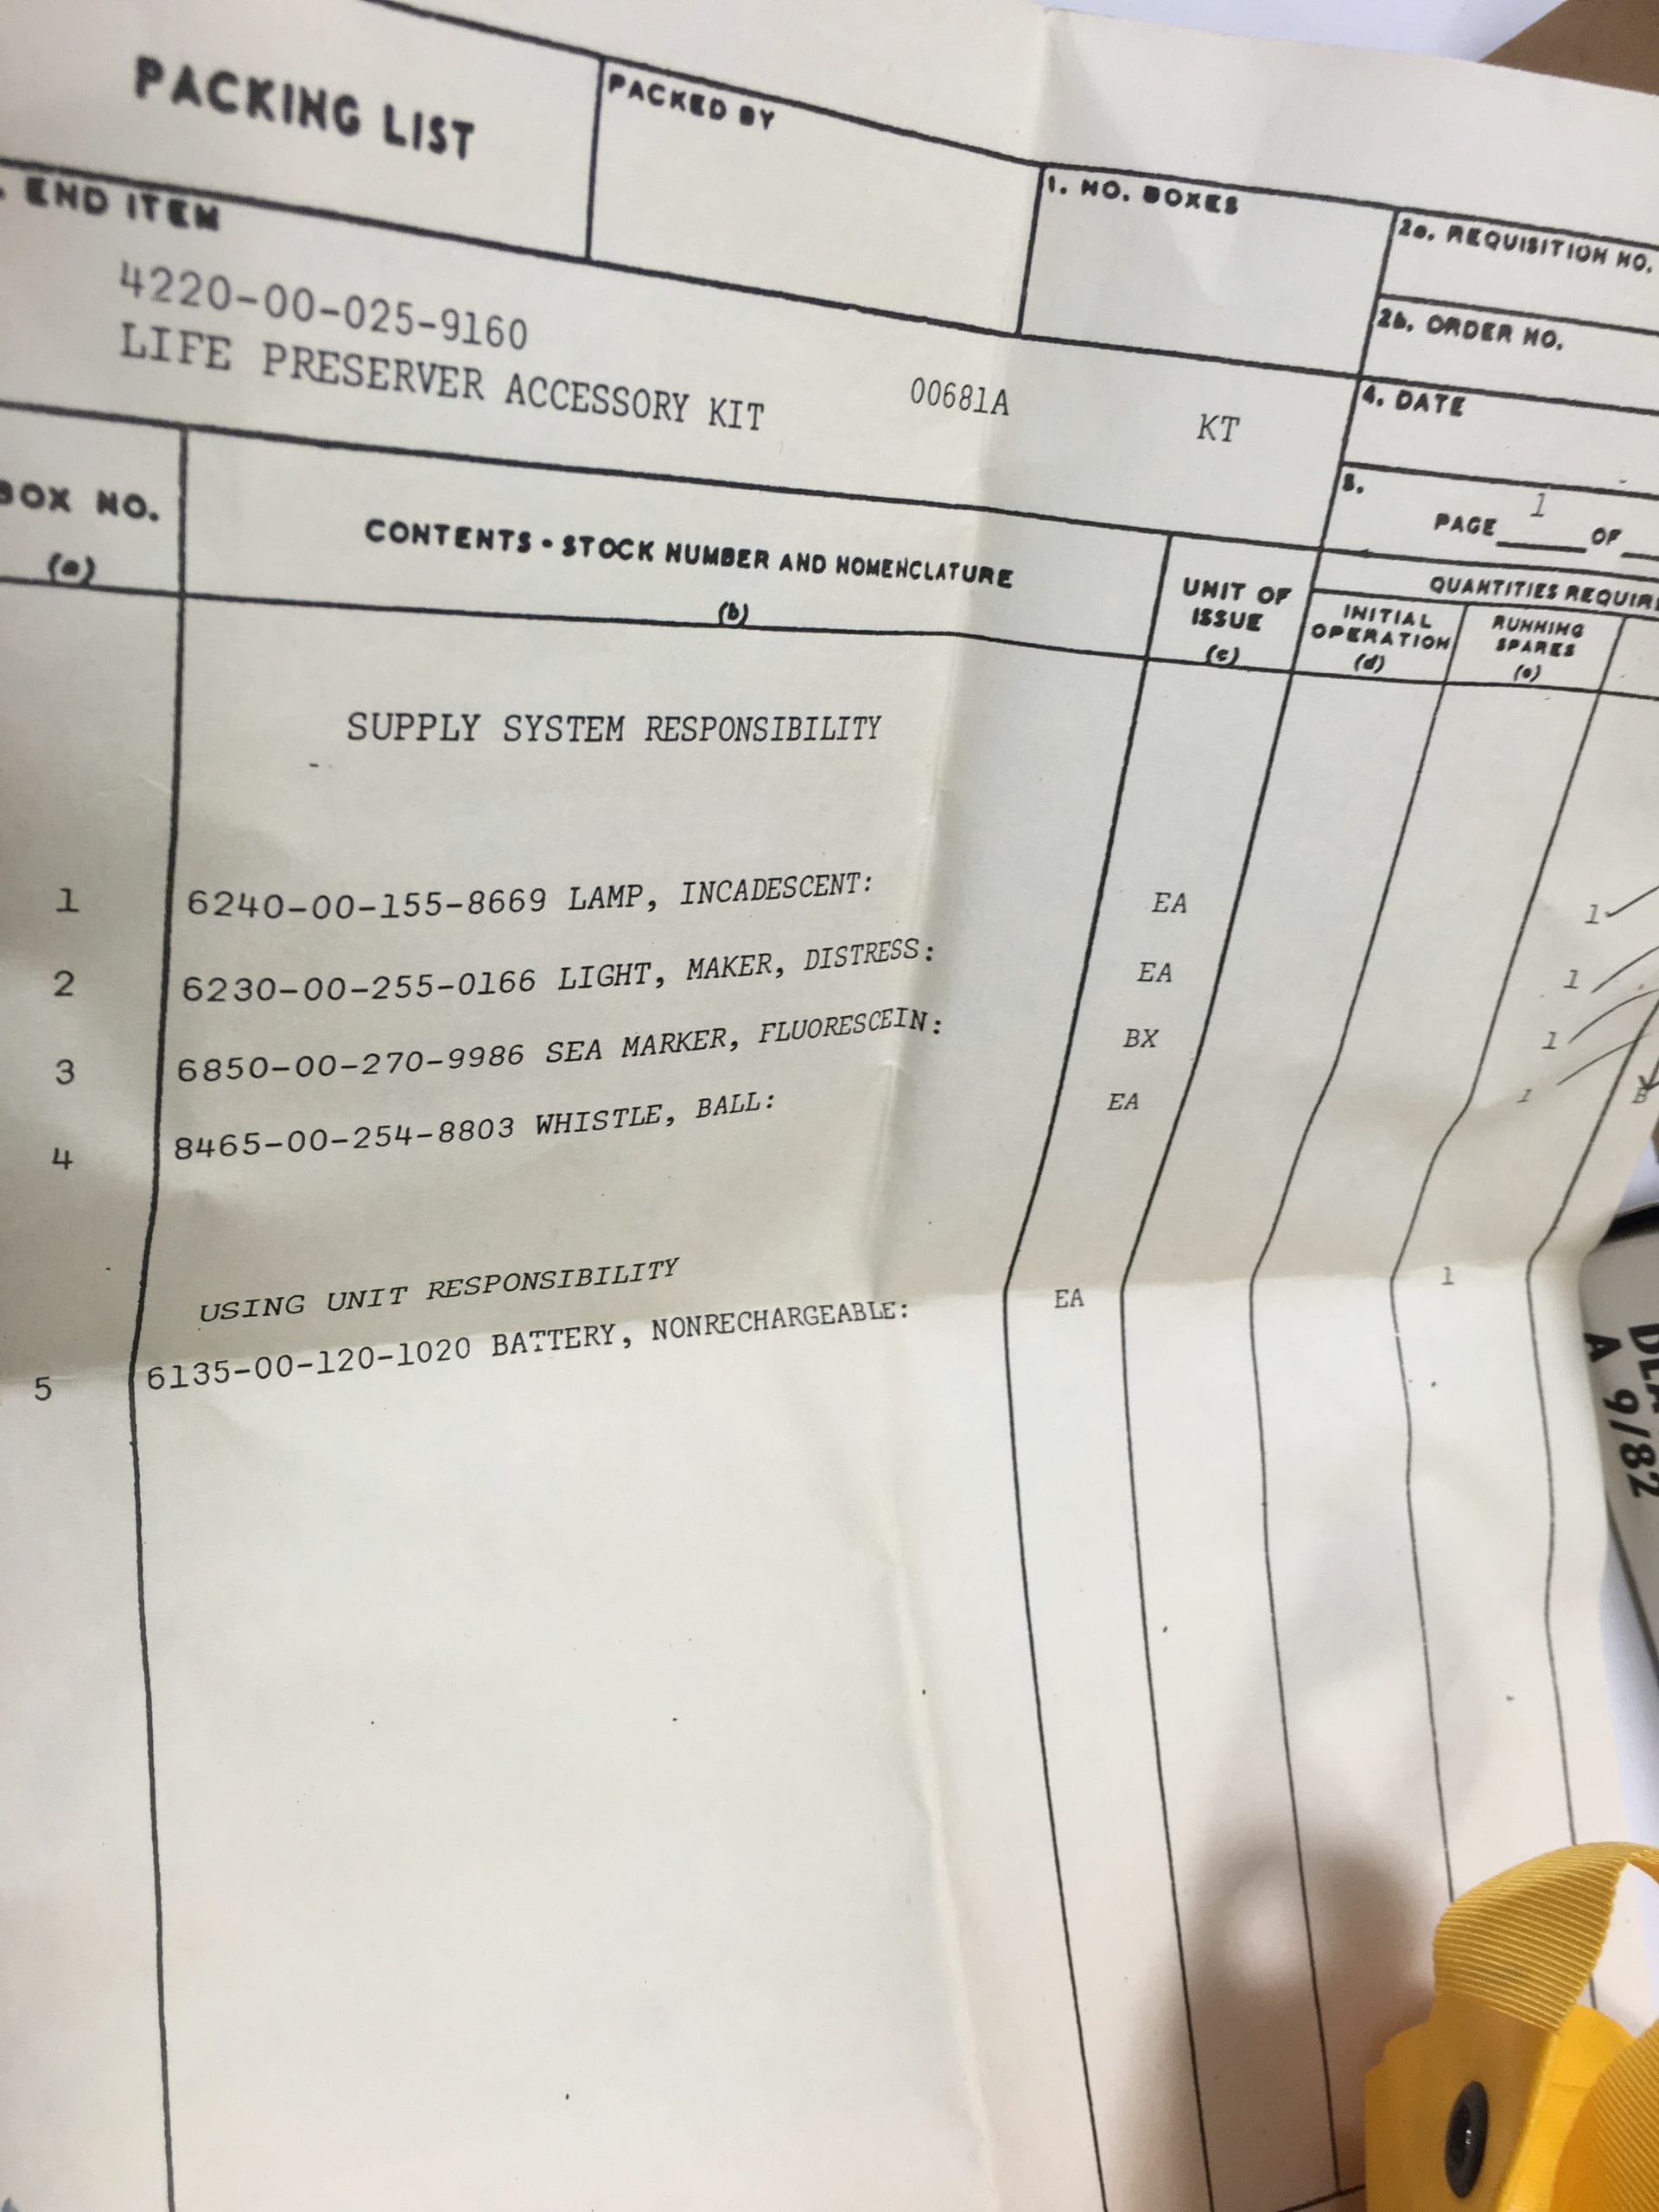 PACKING LIST
PACKED BY
1. NO. BOXES
2a. REQUISITION NO.
2b. ORDER NO.
. END ITEM
4220-00-025-9160
LIFE PRESERVER ACCESSORY KIT 00681A KT
4. DATE
5.
PAGE 1 OF
BOX NO.
(a)
CONTENTS - STOCK NUMBER AND NOMENCLATURE
(b)
UNIT OF
ISSUE
(c)
QUANTITIES
INITIAL
OPERATION
(d)
RUNNING
SPARES
(e)
SUPPLY SYSTEM RESPONSIBILITY
1 6240-00-155-8669 LAMP, INCADESCENT: EA 1
2 6230-00-255-0166 LIGHT, MAKER, DISTRESS: EA 1
3 6850-00-270-9986 SEA MARKER, FLUORESCEIN: BX 1
4 8465-00-254-8803 WHISTLE, BALL: EA 1
USING UNIT RESPONSIBILITY
5 6135-00-120-1020 BATTERY, NONRECHARGEABLE: EA 1
A 9/82